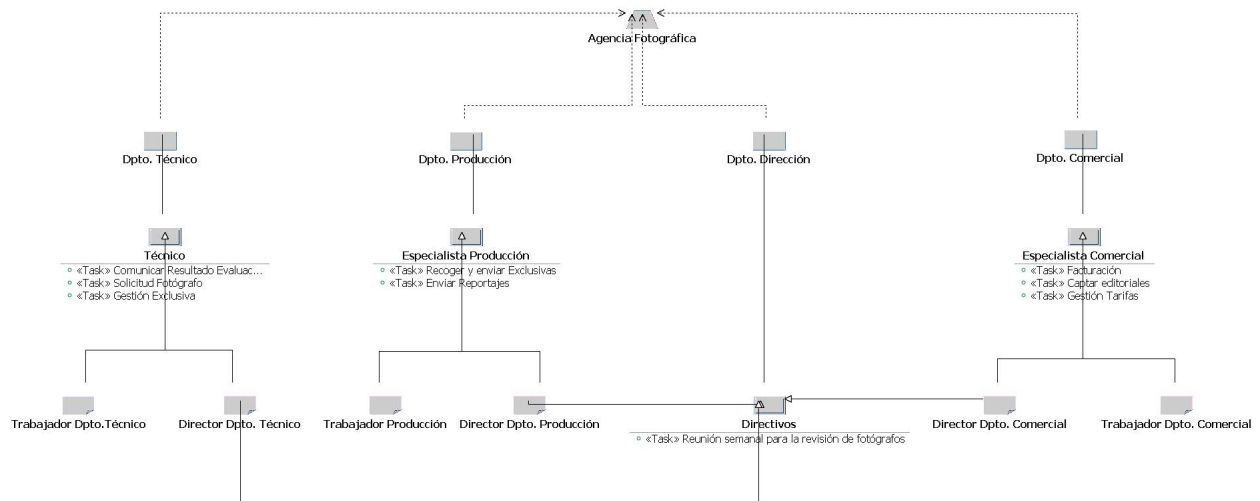 Agencia Fotográfica
Dpto. Técnico
Dpto. Producción
Dpto. Dirección
Dpto. Comercial
Técnico
«Task» Comunicar Resultado Evaluac...
«Task» Solicitud Fotógrafo
«Task» Gestión Exclusiva
Especialista Producción
«Task» Recoger y enviar Exclusivas
«Task» Enviar Reportajes
Especialista Comercial
«Task» Facturación
«Task» Captar editoriales
«Task» Gestión Tarifas
Trabajador Dpto.Técnico
Director Dpto. Técnico
Trabajador Producción
Director Dpto. Producción
Directivos
«Task» Reunión semanal para la revisión de fotógrafos
Director Dpto. Comercial
Trabajador Dpto. Comercial